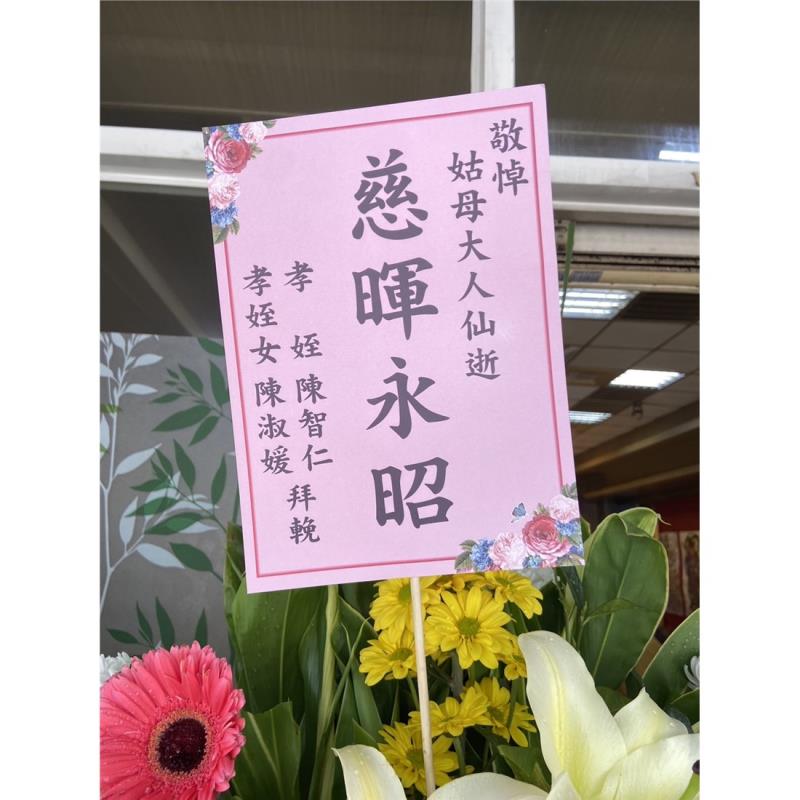 敬悼
姑母大人仙逝
慈暉永昭
孝 姪 陳智仁
孝姪女 陳淑媛
拜輓